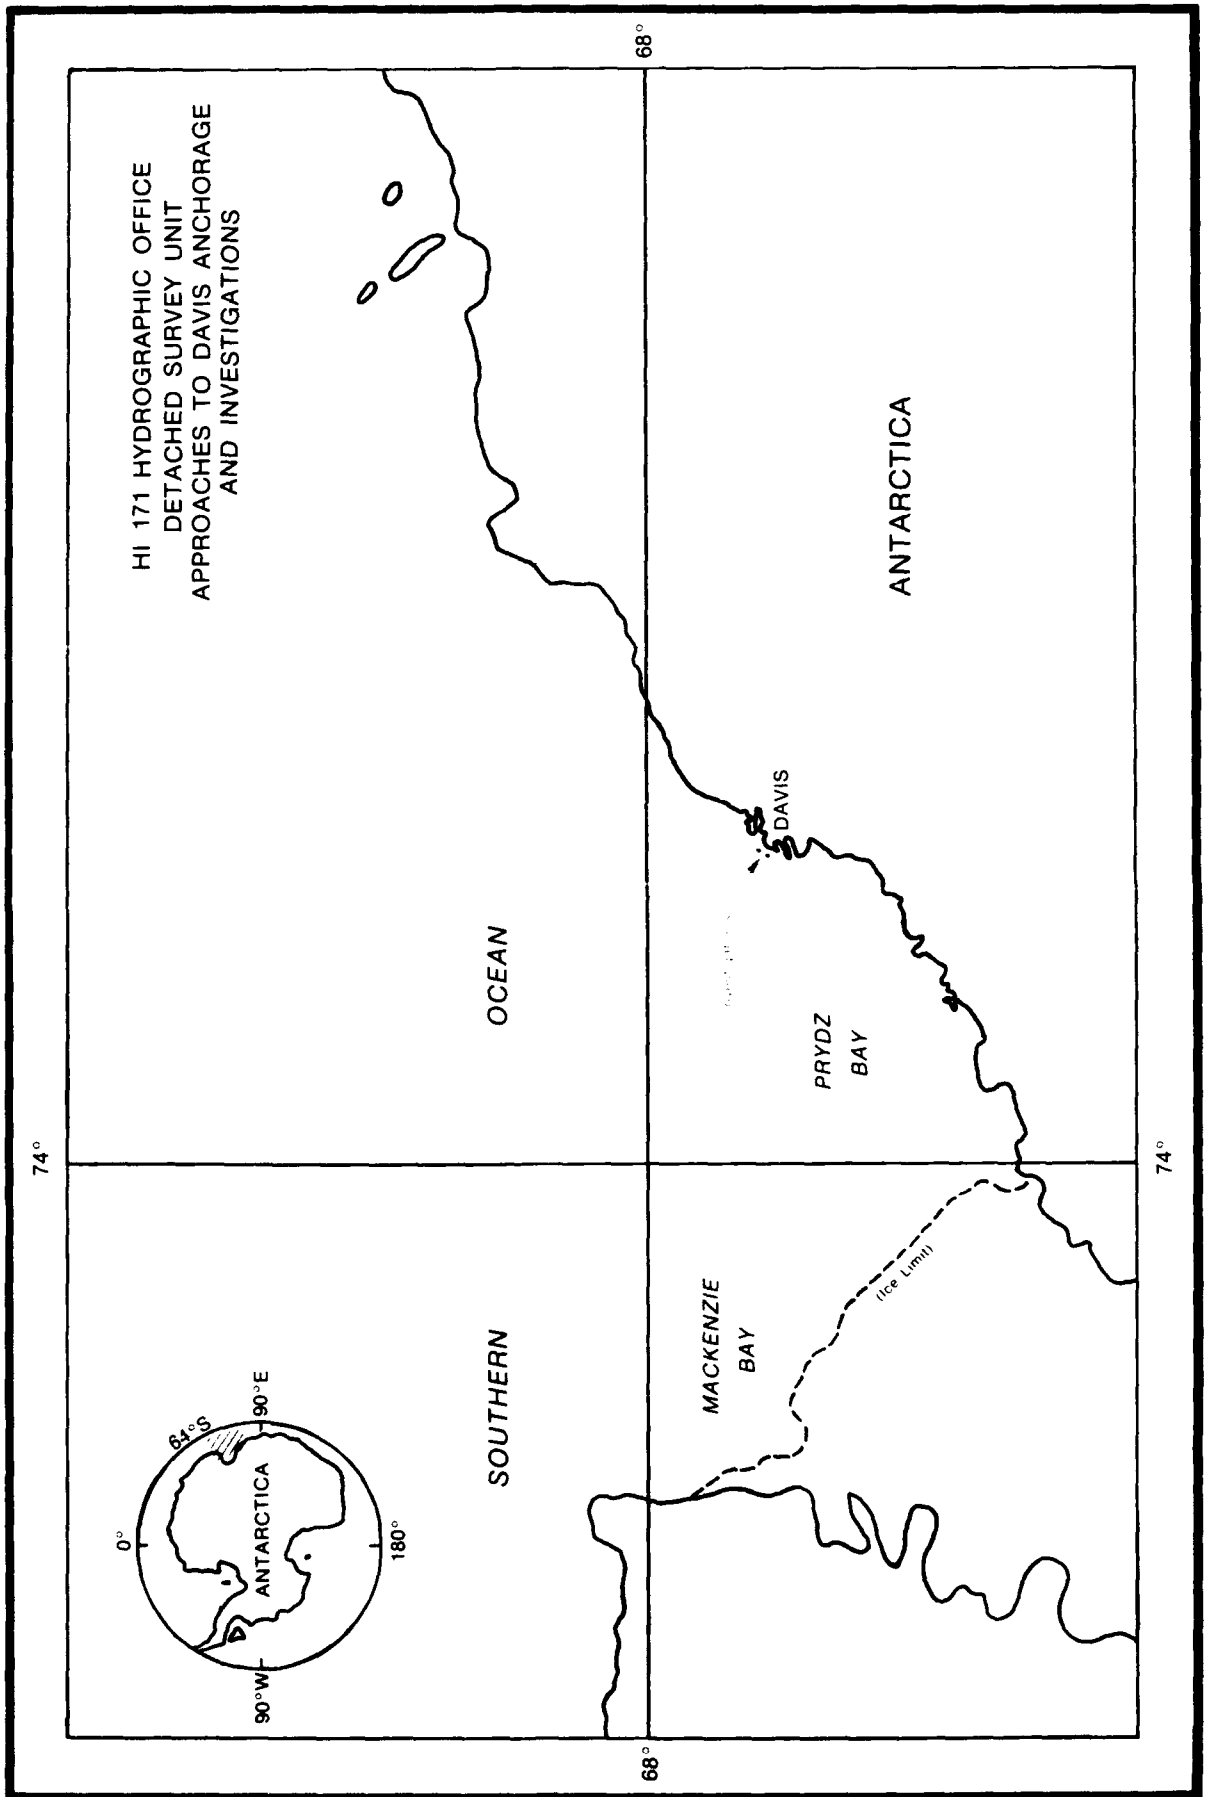 HI 171 HYDROGRAPHIC OFFICE
DETACHED SURVEY UNIT
APPROACHES TO DAVIS ANCHORAGE
AND INVESTIGATIONS
74°
68°
68°
74°
0°
64°S
90°E
90°W
180°
ANTARCTICA
SOUTHERN
OCEAN
MACKENZIE
BAY
PRYDZ
BAY
DAVIS
(Ice Limit)
ANTARCTICA